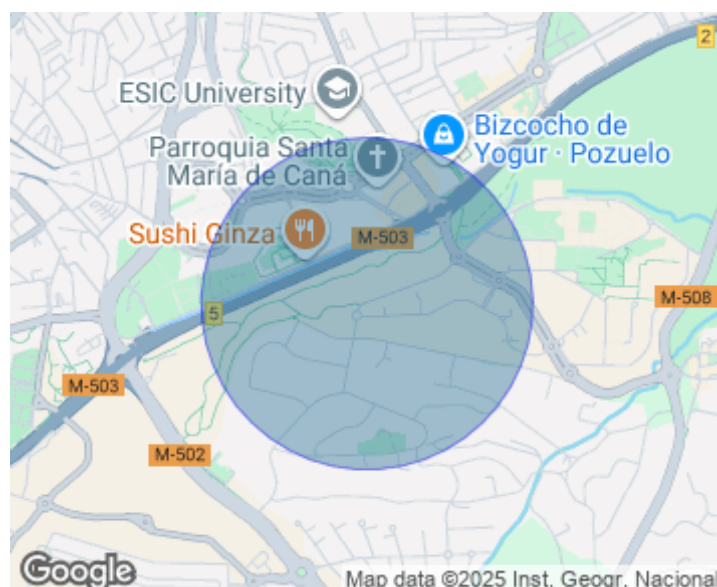 2
ESIC University
Bizcocho de
Yogur · Pozuelo
Parroquia Santa
María de Caná
Sushi Ginza
M-503
M-508
5
M-503
M-502
Google
Map data ©2025 Inst. Geogr. Nacional